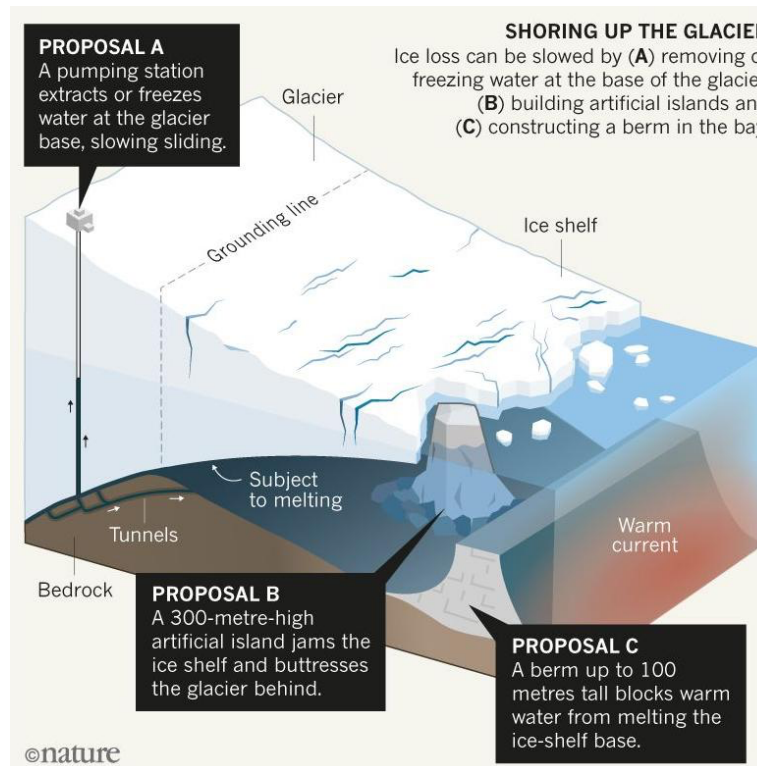 PROPOSAL A
A pumping station
extracts or freezes
water at the glacier
base, slowing sliding.
SHORING UP THE GLACIER
Ice loss can be slowed by (A) removing o
freezing water at the base of the glacie
(B) building artificial islands an
(C) constructing a berm in the bay
Glacier
Grounding line
Ice shelf
Subject
to melting
Tunnels
Bedrock
Warm
current
PROPOSAL B
A 300-metre-high
artificial island jams the
ice shelf and buttresses
the glacier behind.
PROPOSAL C
A berm up to 100
metres tall blocks warm
water from melting the
ice-shelf base.
©nature